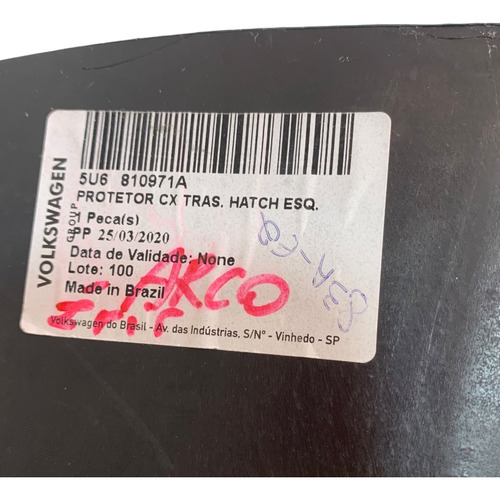 5U6 810971A
PROTETOR CX TRAS. HATCH ESQ.
1 Peca(s)
PP 25/03/2020
Data de Validade: None
Lote: 100
Made in Brazil
Volkswagen do Brasil - Av. das Indústrias, S/Nº - Vinhedo - SP
VOLKSWAGEN
GROUP
ARCO